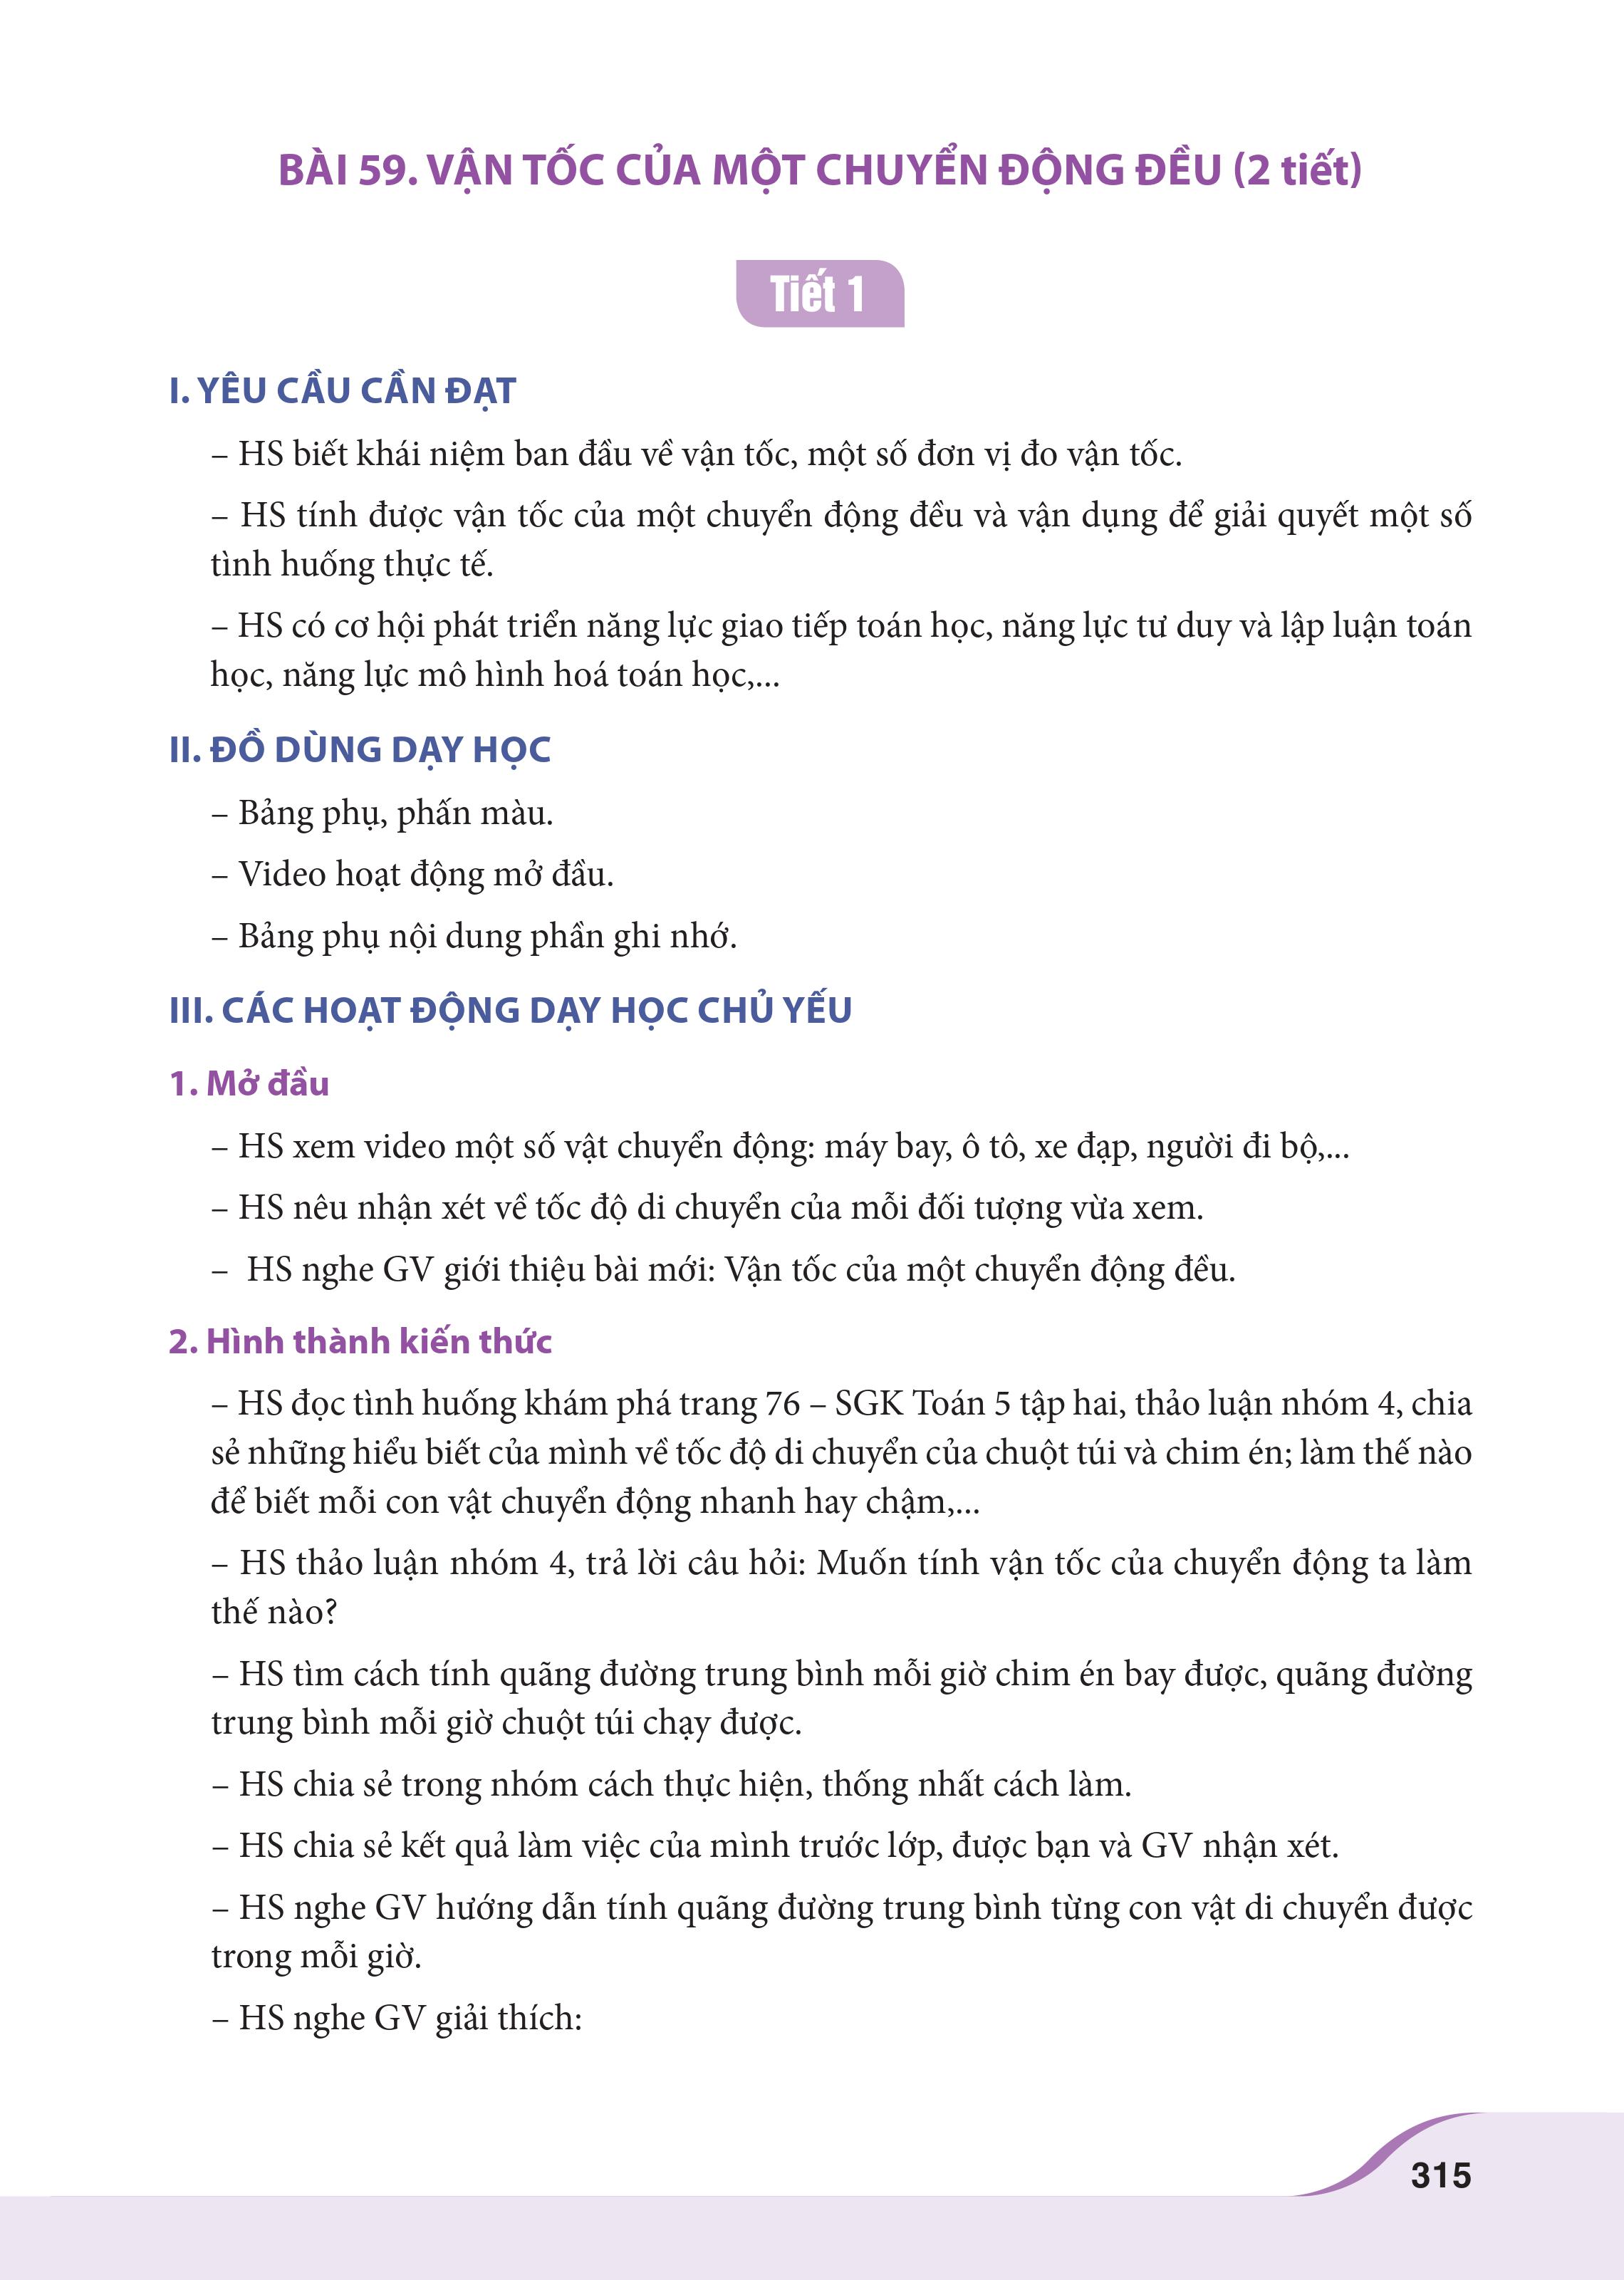 BÀI 59. VẬN TỐC CỦA MỘT CHUYỂN ĐỘNG ĐỀU (2 tiết)
Tiết 1
I. YÊU CẦU CẦN ĐẠT
– HS biết khái niệm ban đầu về vận tốc, một số đơn vị đo vận tốc.
– HS tính được vận tốc của một chuyển động đều và vận dụng để giải quyết một số
tình huống thực tế.
– HS có cơ hội phát triển năng lực giao tiếp toán học, năng lực tư duy và lập luận toán
học, năng lực mô hình hoá toán học,...
II. ĐỒ DÙNG DẠY HỌC
– Bảng phụ, phấn màu.
– Video hoạt động mở đầu.
– Bảng phụ nội dung phần ghi nhớ.
III. CÁC HOẠT ĐỘNG DẠY HỌC CHỦ YẾU
1. Mở đầu
– HS xem video một số vật chuyển động: máy bay, ô tô, xe đạp, người đi bộ,...
– HS nêu nhận xét về tốc độ di chuyển của mỗi đối tượng vừa xem.
– HS nghe GV giới thiệu bài mới: Vận tốc của một chuyển động đều.
2. Hình thành kiến thức
– HS đọc tình huống khám phá trang 76 – SGK Toán 5 tập hai, thảo luận nhóm 4, chia
sẻ những hiểu biết của mình về tốc độ di chuyển của chuột túi và chim én; làm thế nào
để biết mỗi con vật chuyển động nhanh hay chậm,...
– HS thảo luận nhóm 4, trả lời câu hỏi: Muốn tính vận tốc của chuyển động ta làm
thế nào?
– HS tìm cách tính quãng đường trung bình mỗi giờ chim én bay được, quãng đường
trung bình mỗi giờ chuột túi chạy được.
– HS chia sẻ trong nhóm cách thực hiện, thống nhất cách làm.
– HS chia sẻ kết quả làm việc của mình trước lớp, được bạn và GV nhận xét.
– HS nghe GV hướng dẫn tính quãng đường trung bình từng con vật di chuyển được
trong mỗi giờ.
– HS nghe GV giải thích:
315